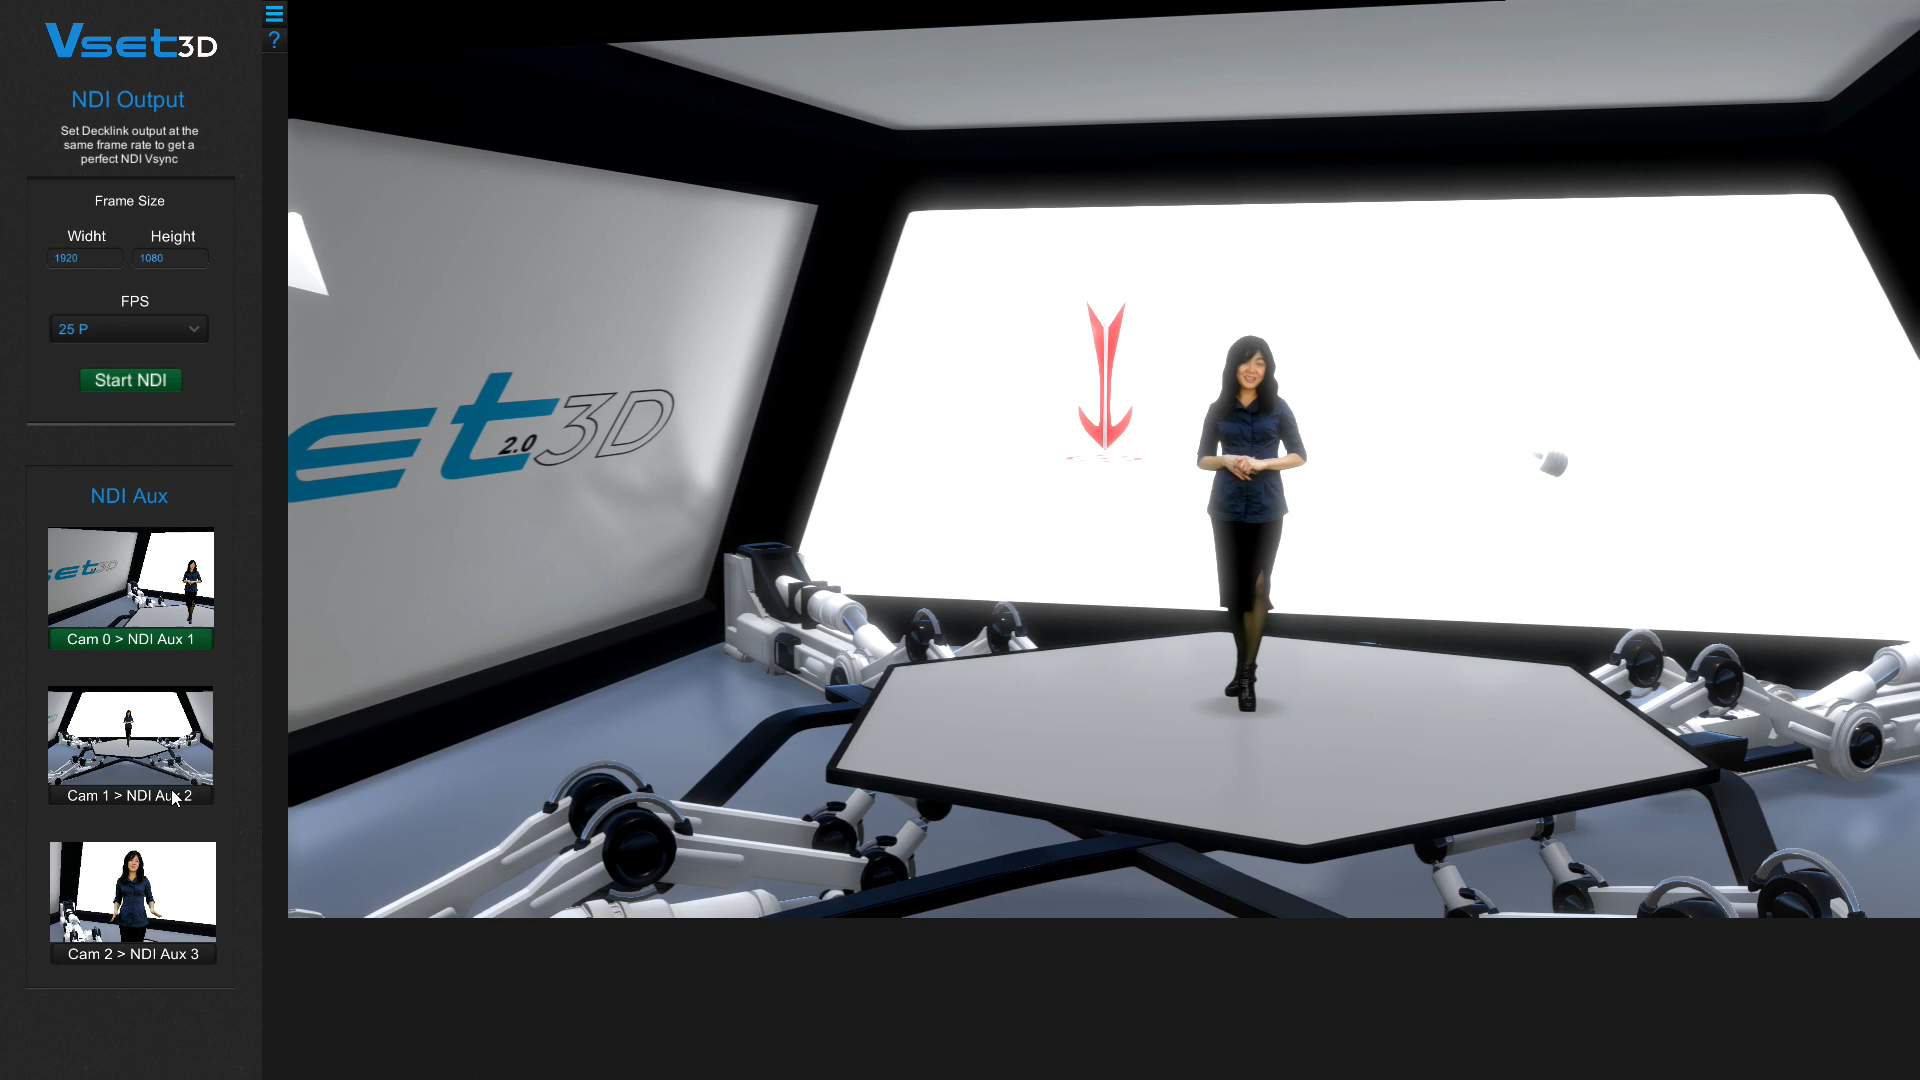 Vset3D
NDI Output
Set Decklink output at the
same frame rate to get a
perfect NDI Vsync
Frame Size
Widht Height
1920 1080
FPS
25 P
Start NDI
NDI Aux
set 3D
Cam 0 > NDI Aux 1
Cam 1 > NDI Aux 2
Cam 2 > NDI Aux 3
?
et 2.0 3D